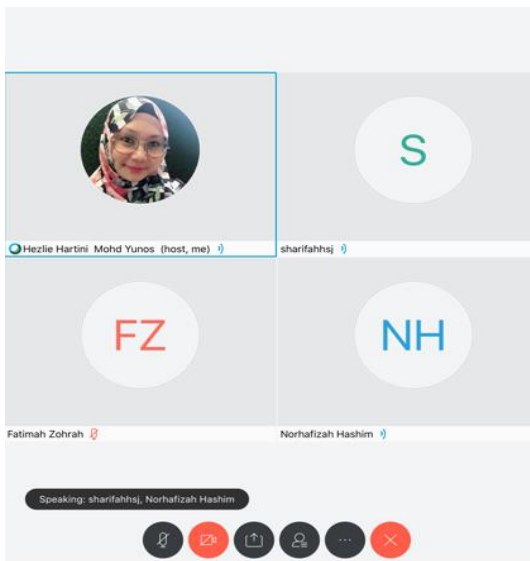 S
Hezlie Hartini Mohd Yunos (host, me)
sharifahhsj
FZ
NH
Fatimah Zohrah
Norhafizah Hashim
Speaking: sharifahhsj, Norhafizah Hashim